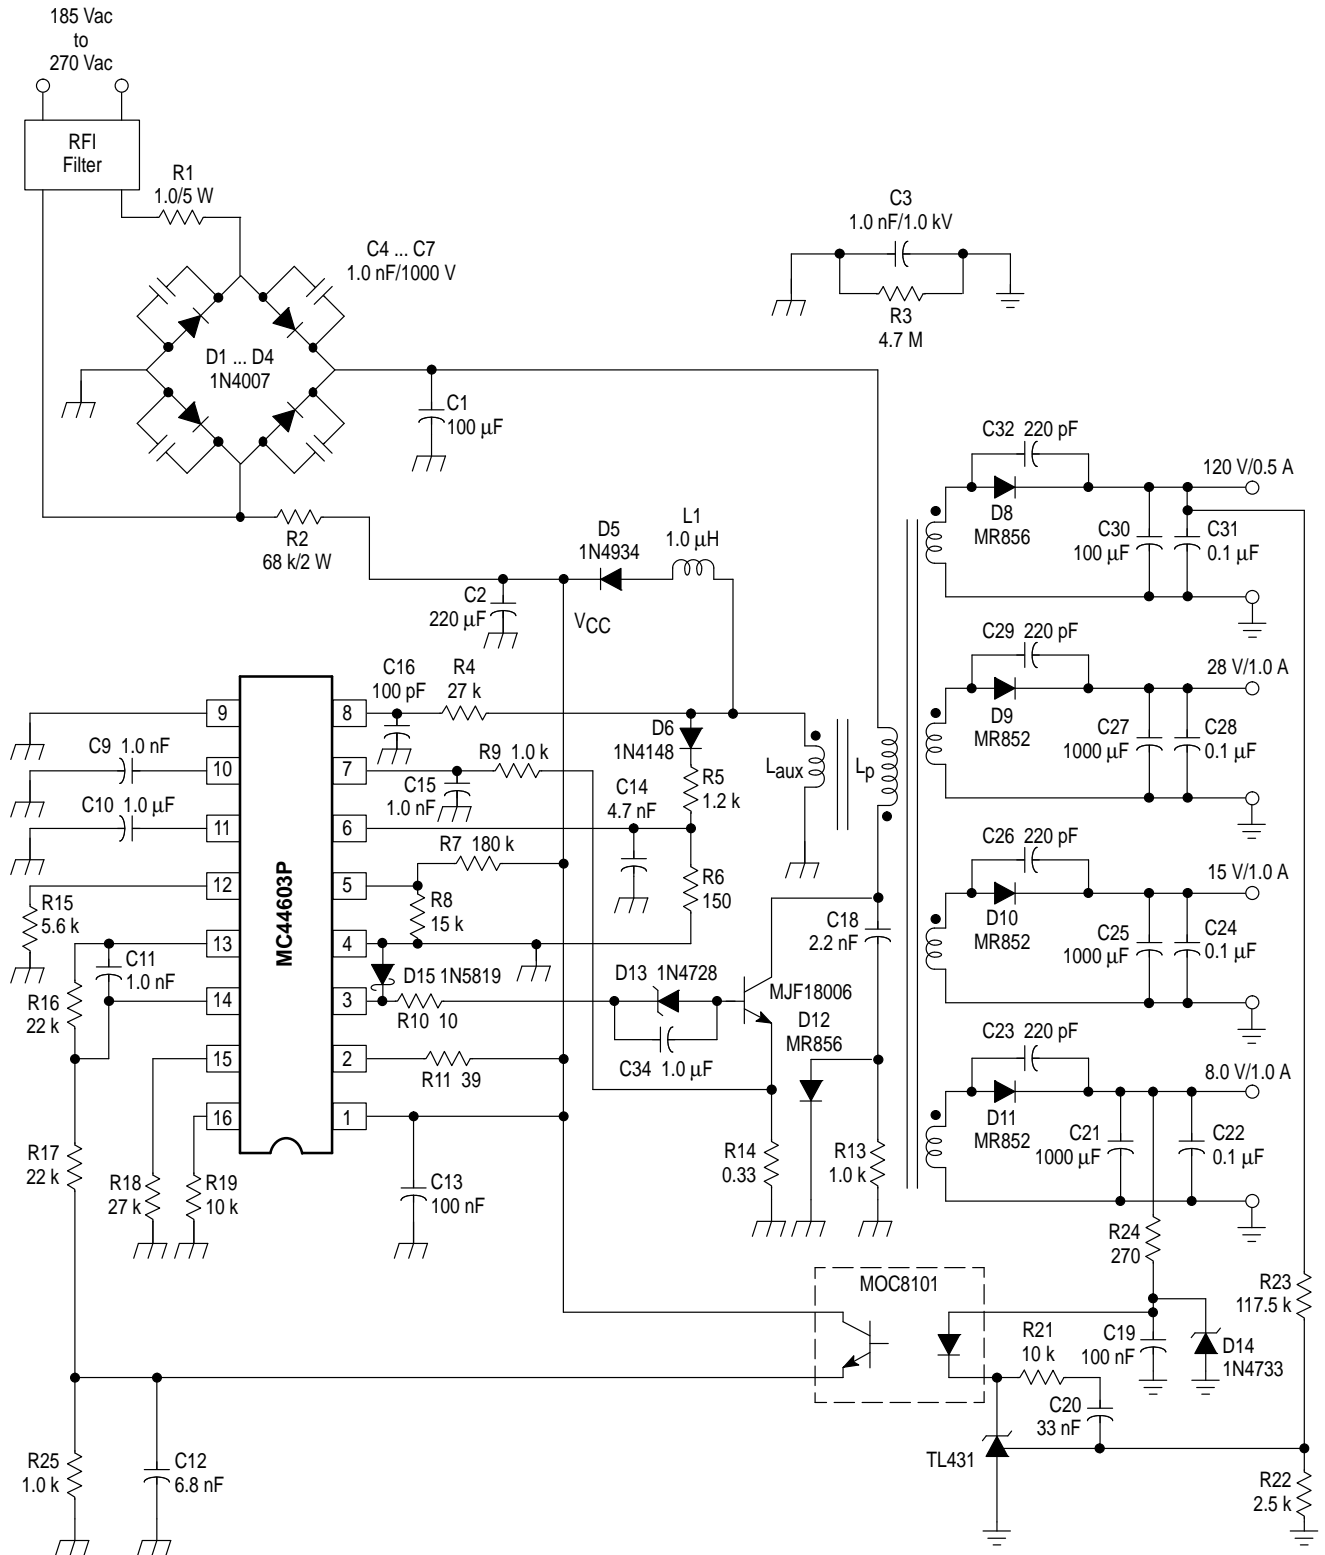 185 Vac
to
270 Vac
RFI
Filter
R1
1.0/5 W
C4 ... C7
1.0 nF/1000 V
D1 ... D4
1N4007
C1
100 µF
C3
1.0 nF/1.0 kV
R3
4.7 M
R2
68 k/2 W
C2
220 µF
VCC
D5
1N4934
L1
1.0 µH
C32 220 pF
D8
MR856
120 V/0.5 A
C30
100 µF
C31
0.1 µF
C29 220 pF
D9
MR852
28 V/1.0 A
C27
1000 µF
C28
0.1 µF
C26 220 pF
D10
MR852
15 V/1.0 A
C25
1000 µF
C24
0.1 µF
C23 220 pF
D11
MR852
8.0 V/1.0 A
C21
1000 µF
C22
0.1 µF
MC44603P
9
10
11
12
13
14
15
16
8
7
6
5
4
3
2
1
C9 1.0 nF
C10 1.0 µF
R15
5.6 k
C11
1.0 nF
R16
22 k
R17
22 k
R18
27 k
R19
10 k
R25
1.0 k
C12
6.8 nF
C16
100 pF
R4
27 k
R9 1.0 k
C15
1.0 nF
D6
1N4148
R5
1.2 k
C14
4.7 nF
R7 180 k
R8
15 k
R6
150
D15 1N5819
R10 10
R11 39
C13
100 nF
D13 1N4728
C34 1.0 µF
MJF18006
D12
MR856
C18
2.2 nF
R14
0.33
R13
1.0 k
Laux
Lp
MOC8101
R24
270
R23
117.5 k
R21
10 k
C19
100 nF
D14
1N4733
C20
33 nF
TL431
R22
2.5 k